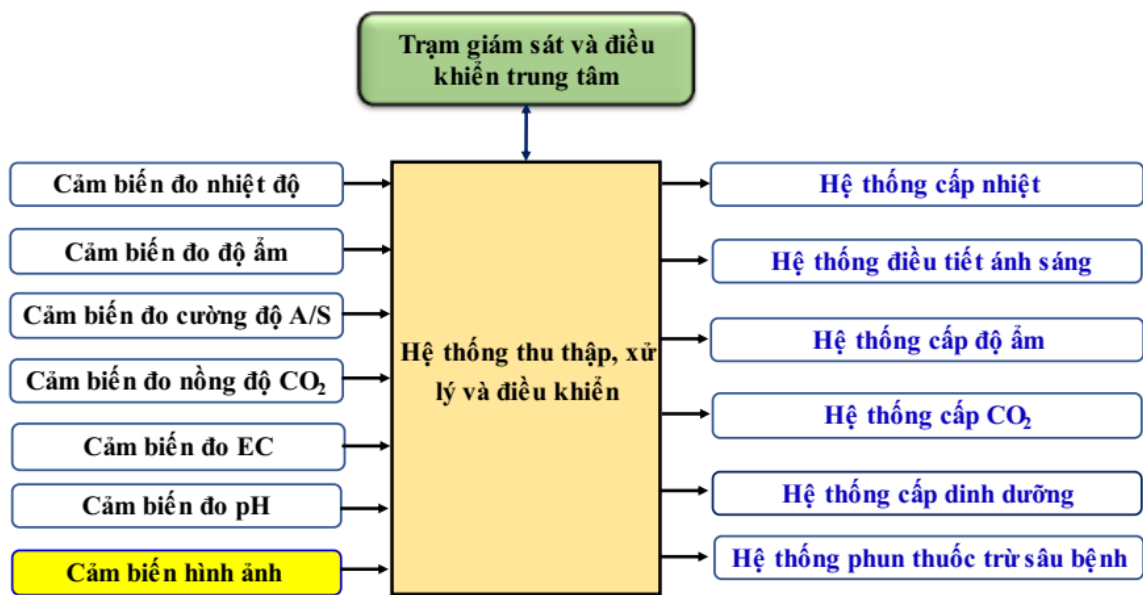 Trạm giám sát và điều
khiển trung tâm
Cảm biến đo nhiệt độ
Cảm biến đo độ ẩm
Cảm biến đo cường độ A/S
Cảm biến đo nồng độ CO₂
Cảm biến đo EC
Cảm biến đo pH
Cảm biến hình ảnh
Hệ thống thu thập, xử
lý và điều khiển
Hệ thống cấp nhiệt
Hệ thống điều tiết ánh sáng
Hệ thống cấp độ ẩm
Hệ thống cấp CO₂
Hệ thống cấp dinh dưỡng
Hệ thống phun thuốc trừ sâu bệnh